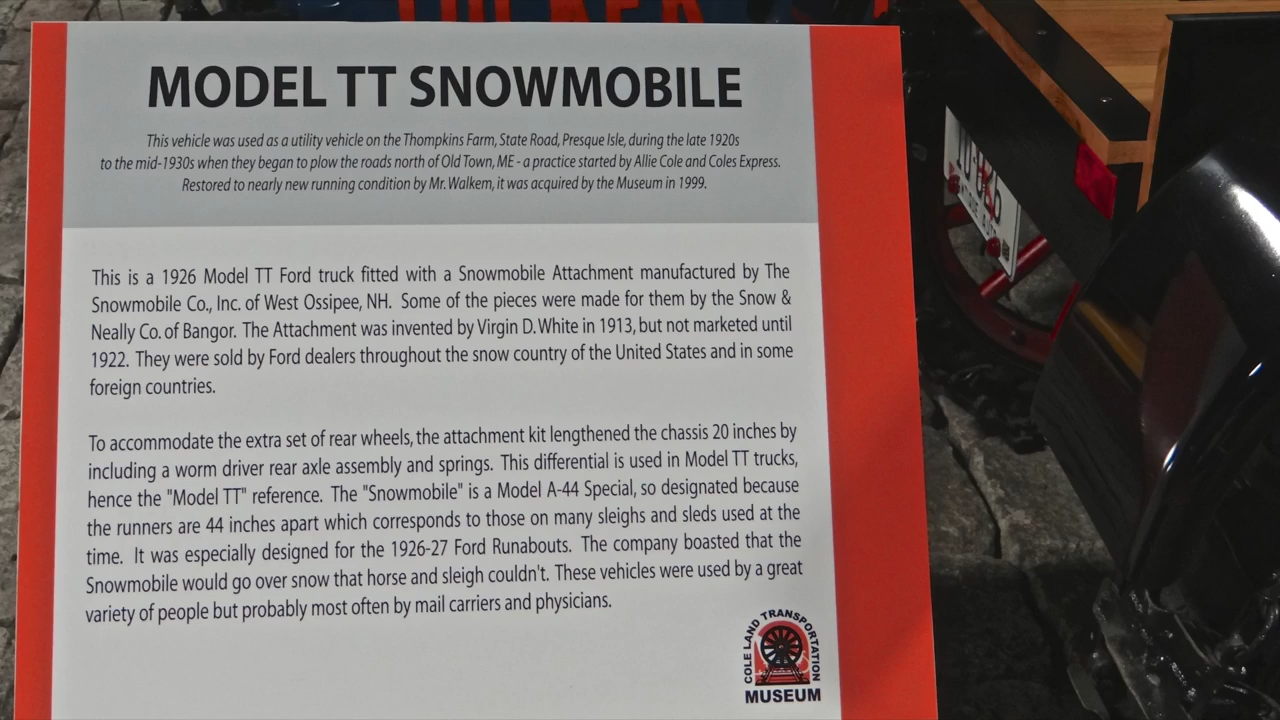 MODEL TT SNOWMOBILE
This vehicle was used as a utility vehicle on the Thompkins Farm, State Road, Presque Isle, during the late 1920s
to the mid-1930s when they began to plow the roads north of Old Town, ME - a practice started by Allie Cole and Coles Express.
Restored to nearly new running condition by Mr. Walkem, it was acquired by the Museum in 1999.
This is a 1926 Model TT Ford truck fitted with a Snowmobile Attachment manufactured by The
Snowmobile Co., Inc. of West Ossipee, NH. Some of the pieces were made for them by the Snow &
Neally Co. of Bangor. The Attachment was invented by Virgin D. White in 1913, but not marketed until
1922. They were sold by Ford dealers throughout the snow country of the United States and in some
foreign countries.
To accommodate the extra set of rear wheels, the attachment kit lengthened the chassis 20 inches by
including a worm driver rear axle assembly and springs. This differential is used in Model TT trucks,
hence the "Model TT" reference. The "Snowmobile" is a Model A-44 Special, so designated because
the runners are 44 inches apart which corresponds to those on many sleighs and sleds used at the
time. It was especially designed for the 1926-27 Ford Runabouts. The company boasted that the
Snowmobile would go over snow that horse and sleigh couldn't. These vehicles were used by a great
variety of people but probably most often by mail carriers and physicians.
COLE LAND TRANSPORTATION
MUSEUM